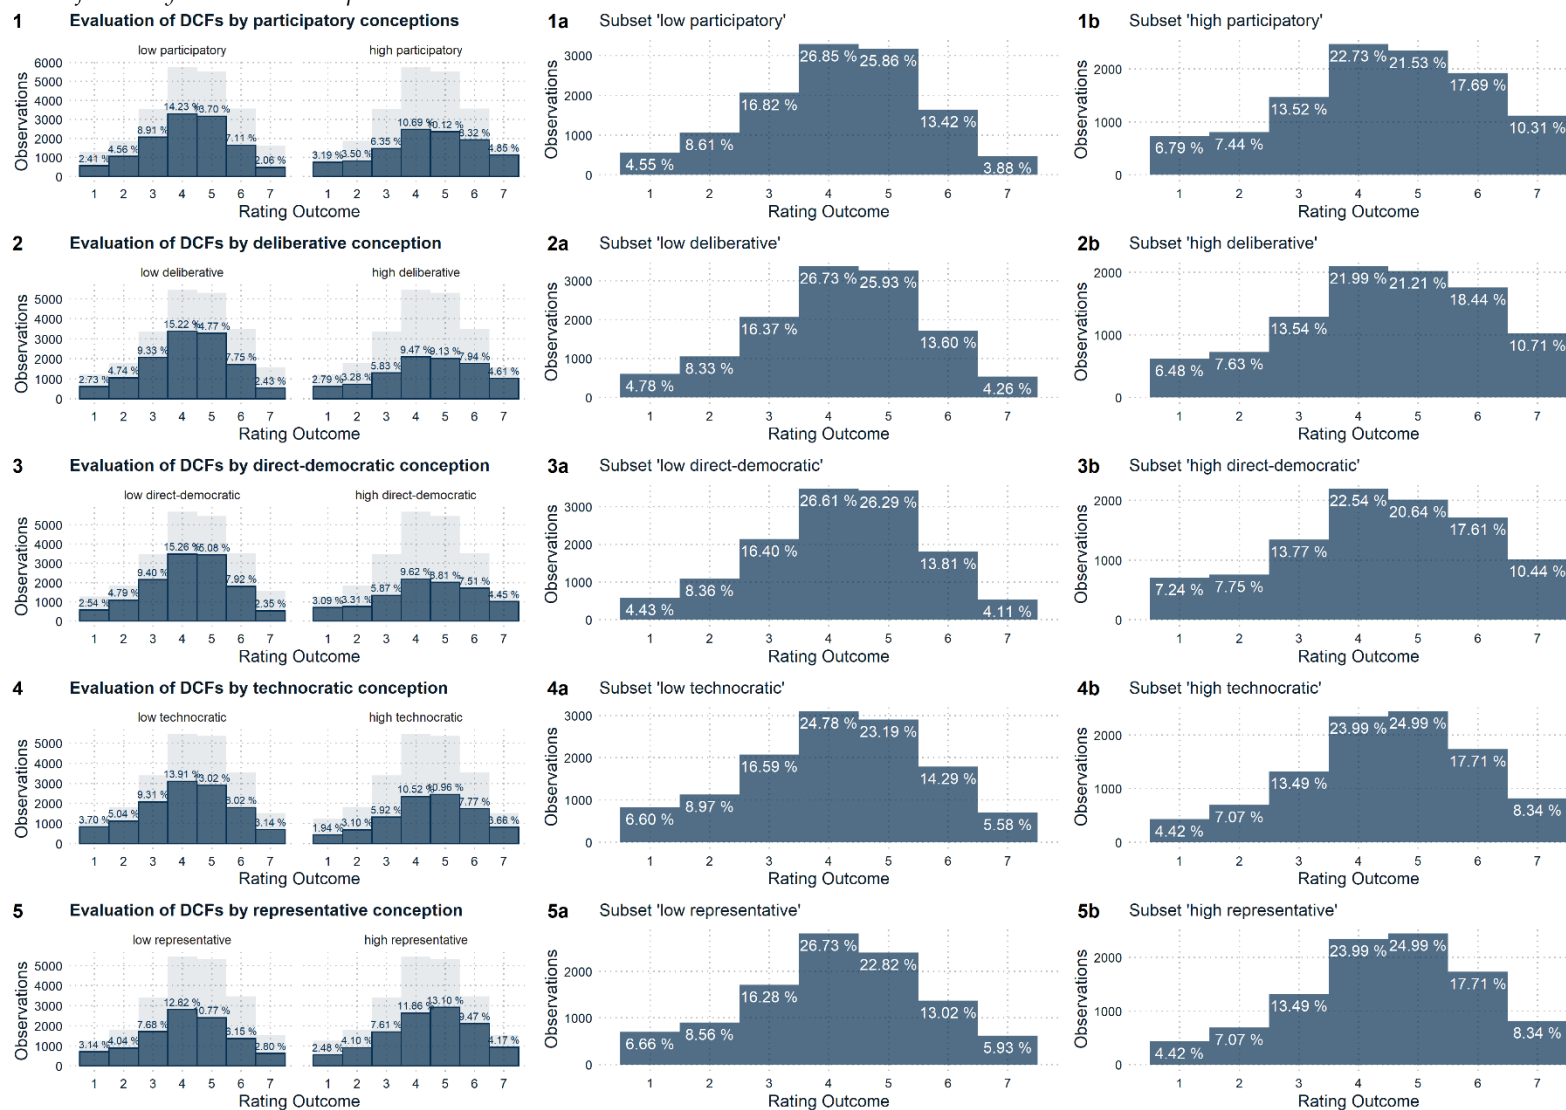 1 Evaluation of DCFs by participatory conceptions
low participatory high participatory
Observations
6000
5000
4000
3000
2000
1000
0
2.41 % 4.56 % 8.91 % 14.23 % 13.70 % 7.11 % 2.06 %
3.19 % 3.50 % 6.35 % 10.69 % 10.12 % 8.32 % 4.85 %
1 2 3 4 5 6 7 1 2 3 4 5 6 7
Rating Outcome
1a Subset 'low participatory'
Observations
3000
2000
1000
0
4.55 % 8.61 % 16.82 % 26.85 % 25.86 % 13.42 % 3.88 %
1 2 3 4 5 6 7
Rating Outcome
1b Subset 'high participatory'
Observations
2000
1000
0
6.79 % 7.44 % 13.52 % 22.73 % 21.53 % 17.69 % 10.31 %
1 2 3 4 5 6 7
Rating Outcome
2 Evaluation of DCFs by deliberative conception
low deliberative high deliberative
Observations
5000
4000
3000
2000
1000
0
2.73 % 4.74 % 9.33 % 15.22 % 14.77 % 7.75 % 2.43 %
2.79 % 3.28 % 5.83 % 9.47 % 9.13 % 7.94 % 4.61 %
1 2 3 4 5 6 7 1 2 3 4 5 6 7
Rating Outcome
2a Subset 'low deliberative'
Observations
3000
2000
1000
0
4.78 % 8.33 % 16.37 % 26.73 % 25.93 % 13.60 % 4.26 %
1 2 3 4 5 6 7
Rating Outcome
2b Subset 'high deliberative'
Observations
2000
1000
0
6.48 % 7.63 % 13.54 % 21.99 % 21.21 % 18.44 % 10.71 %
1 2 3 4 5 6 7
Rating Outcome
3 Evaluation of DCFs by direct-democratic conception
low direct-democratic high direct-democratic
Observations
5000
4000
3000
2000
1000
0
2.54 % 4.79 % 9.40 % 15.26 % 15.08 % 7.92 % 2.35 %
3.09 % 3.31 % 5.87 % 9.62 % 8.81 % 7.51 % 4.45 %
1 2 3 4 5 6 7 1 2 3 4 5 6 7
Rating Outcome
3a Subset 'low direct-democratic'
Observations
3000
2000
1000
0
4.43 % 8.36 % 16.40 % 26.61 % 26.29 % 13.81 % 4.11 %
1 2 3 4 5 6 7
Rating Outcome
3b Subset 'high direct-democratic'
Observations
2000
1000
0
7.24 % 7.75 % 13.77 % 22.54 % 20.64 % 17.61 % 10.44 %
1 2 3 4 5 6 7
Rating Outcome
4 Evaluation of DCFs by technocratic conception
low technocratic high technocratic
Observations
5000
4000
3000
2000
1000
0
3.70 % 5.04 % 9.31 % 13.91 % 13.02 % 8.02 % 3.14 %
1.94 % 3.10 % 5.92 % 10.52 % 10.96 % 7.77 % 3.66 %
1 2 3 4 5 6 7 1 2 3 4 5 6 7
Rating Outcome
4a Subset 'low technocratic'
Observations
3000
2000
1000
0
6.60 % 8.97 % 16.59 % 24.78 % 23.19 % 14.29 % 5.58 %
1 2 3 4 5 6 7
Rating Outcome
4b Subset 'high technocratic'
Observations
2000
1000
0
4.42 % 7.07 % 13.49 % 23.99 % 24.99 % 17.71 % 8.34 %
1 2 3 4 5 6 7
Rating Outcome
5 Evaluation of DCFs by representative conception
low representative high representative
Observations
5000
4000
3000
2000
1000
0
3.14 % 4.04 % 7.68 % 12.62 % 10.77 % 6.15 % 2.80 %
2.48 % 4.10 % 7.61 % 11.86 % 13.10 % 9.47 % 4.17 %
1 2 3 4 5 6 7 1 2 3 4 5 6 7
Rating Outcome
5a Subset 'low representative'
Observations
2000
1000
0
6.66 % 8.56 % 16.28 % 26.73 % 22.82 % 13.02 % 5.93 %
1 2 3 4 5 6 7
Rating Outcome
5b Subset 'high representative'
Observations
2000
1000
0
4.42 % 7.07 % 13.49 % 23.99 % 24.99 % 17.71 % 8.34 %
1 2 3 4 5 6 7
Rating Outcome